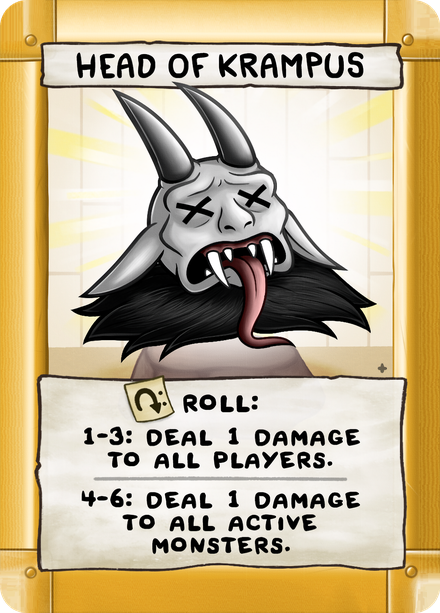 HEAD OF KRAMPUS
ROLL:
1-3: DEAL 1 DAMAGE
TO ALL PLAYERS.
4-6: DEAL 1 DAMAGE
TO ALL ACTIVE
MONSTERS.